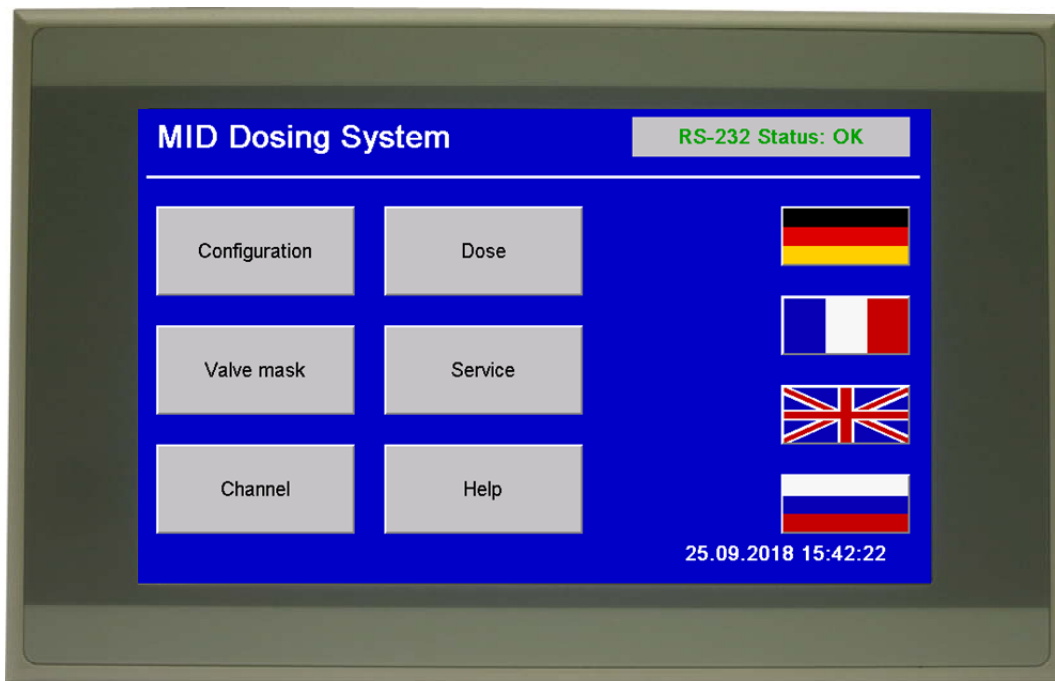 MID Dosing System
RS-232 Status: OK
Configuration
Dose
Valve mask
Service
Channel
Help
25.09.2018 15:42:22